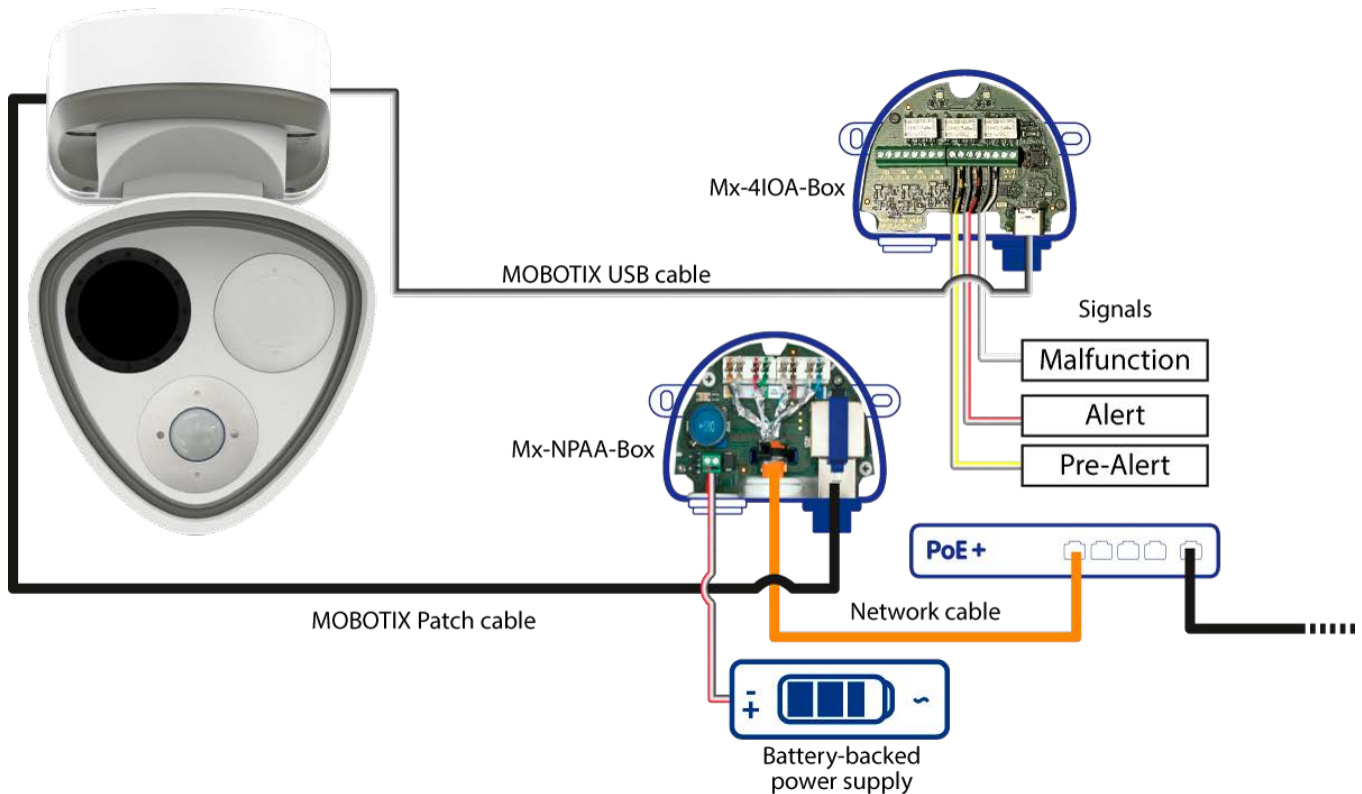 Mx-4IOA-Box
MOBOTIX USB cable
Signals
Malfunction
Alert
Pre-Alert
Mx-NPAA-Box
PoE+
Network cable
MOBOTIX Patch cable
- 
+
~
Battery-backed
power supply